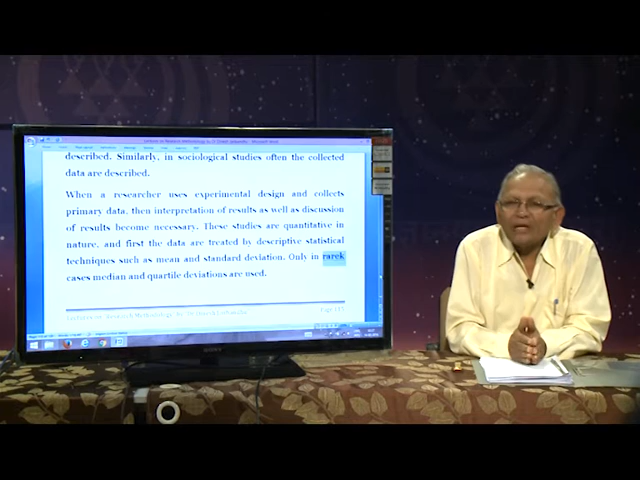 described. Similarly, in sociological studies often the collected
data are described.
When a researcher uses experimental design and collects
primary data, then interpretation of results as well as discussion
of results become necessary. These studies are quantitative in
nature, and first the data are treated by descriptive statistical
techniques such as mean and standard deviation. Only in rarek
cases median and quartile deviations are used.
SONY